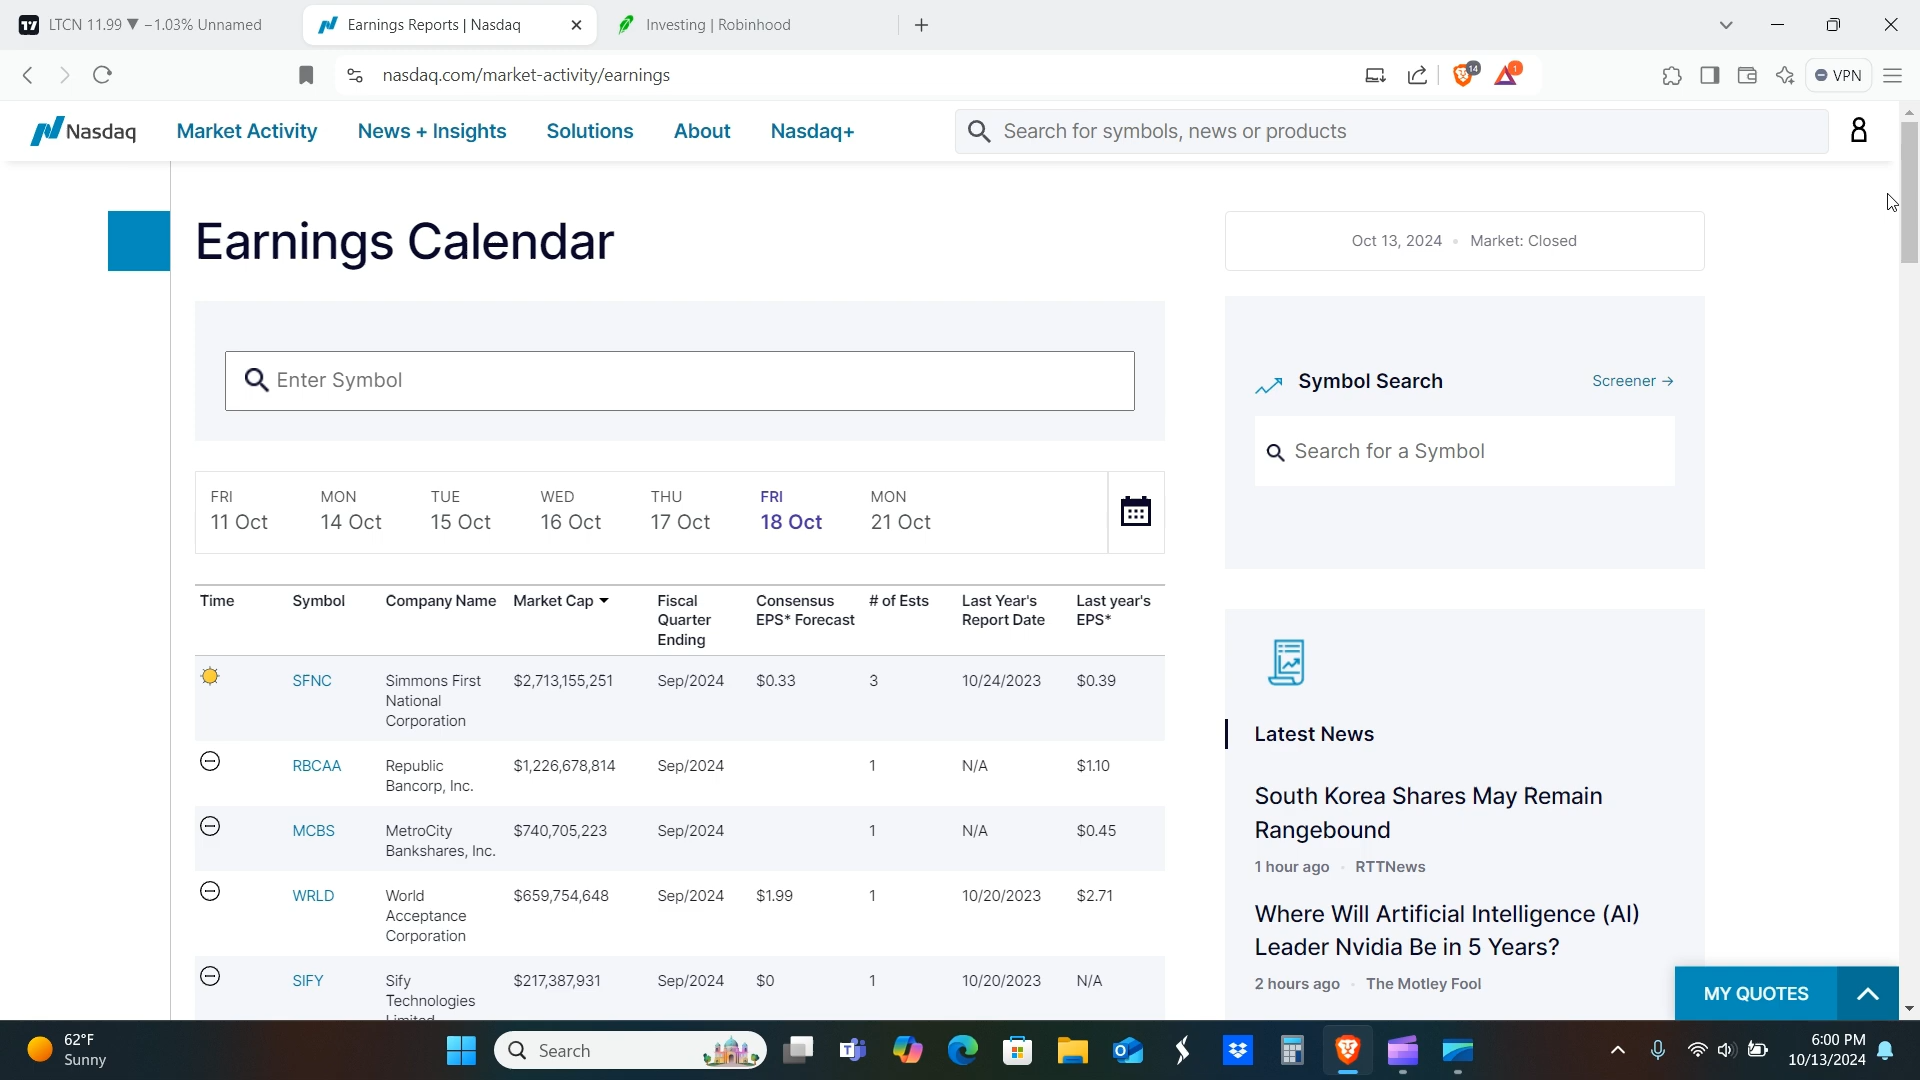 LTCN 11.99 ▼ −1.03% Unnamed
Earnings Reports | Nasdaq
Investing | Robinhood
nasdaq.com/market-activity/earnings
14
1
VPN
Nasdaq
Market Activity
News + Insights
Solutions
About
Nasdaq+
Search for symbols, news or products
Earnings Calendar
Oct 13, 2024 • Market: Closed
Enter Symbol
Symbol Search
Screener →
Search for a Symbol
FRI MON TUE WED THU FRI MON
11 Oct 14 Oct 15 Oct 16 Oct 17 Oct 18 Oct 21 Oct
Time Symbol Company Name Market Cap Fiscal Consensus # of Ests Last Year's Last year's
Quarter EPS* Forecast Report Date EPS*
Ending
SFNC Simmons First $2,713,155,251 Sep/2024 $0.33 3 10/24/2023 $0.39
National
Corporation
RBCAA Republic $1,226,678,814 Sep/2024 1 N/A $1.10
Bancorp, Inc.
MCBS MetroCity $740,705,223 Sep/2024 1 N/A $0.45
Bankshares, Inc.
WRLD World $659,754,648 Sep/2024 $1.99 1 10/20/2023 $2.71
Acceptance
Corporation
SIFY Sify $217,387,931 Sep/2024 $0 1 10/20/2023 N/A
Technologies
Limited
Latest News
South Korea Shares May Remain
Rangebound
1 hour ago · RTTNews
Where Will Artificial Intelligence (AI)
Leader Nvidia Be in 5 Years?
2 hours ago · The Motley Fool
MY QUOTES
62°F
Sunny
Search
6:00 PM
10/13/2024